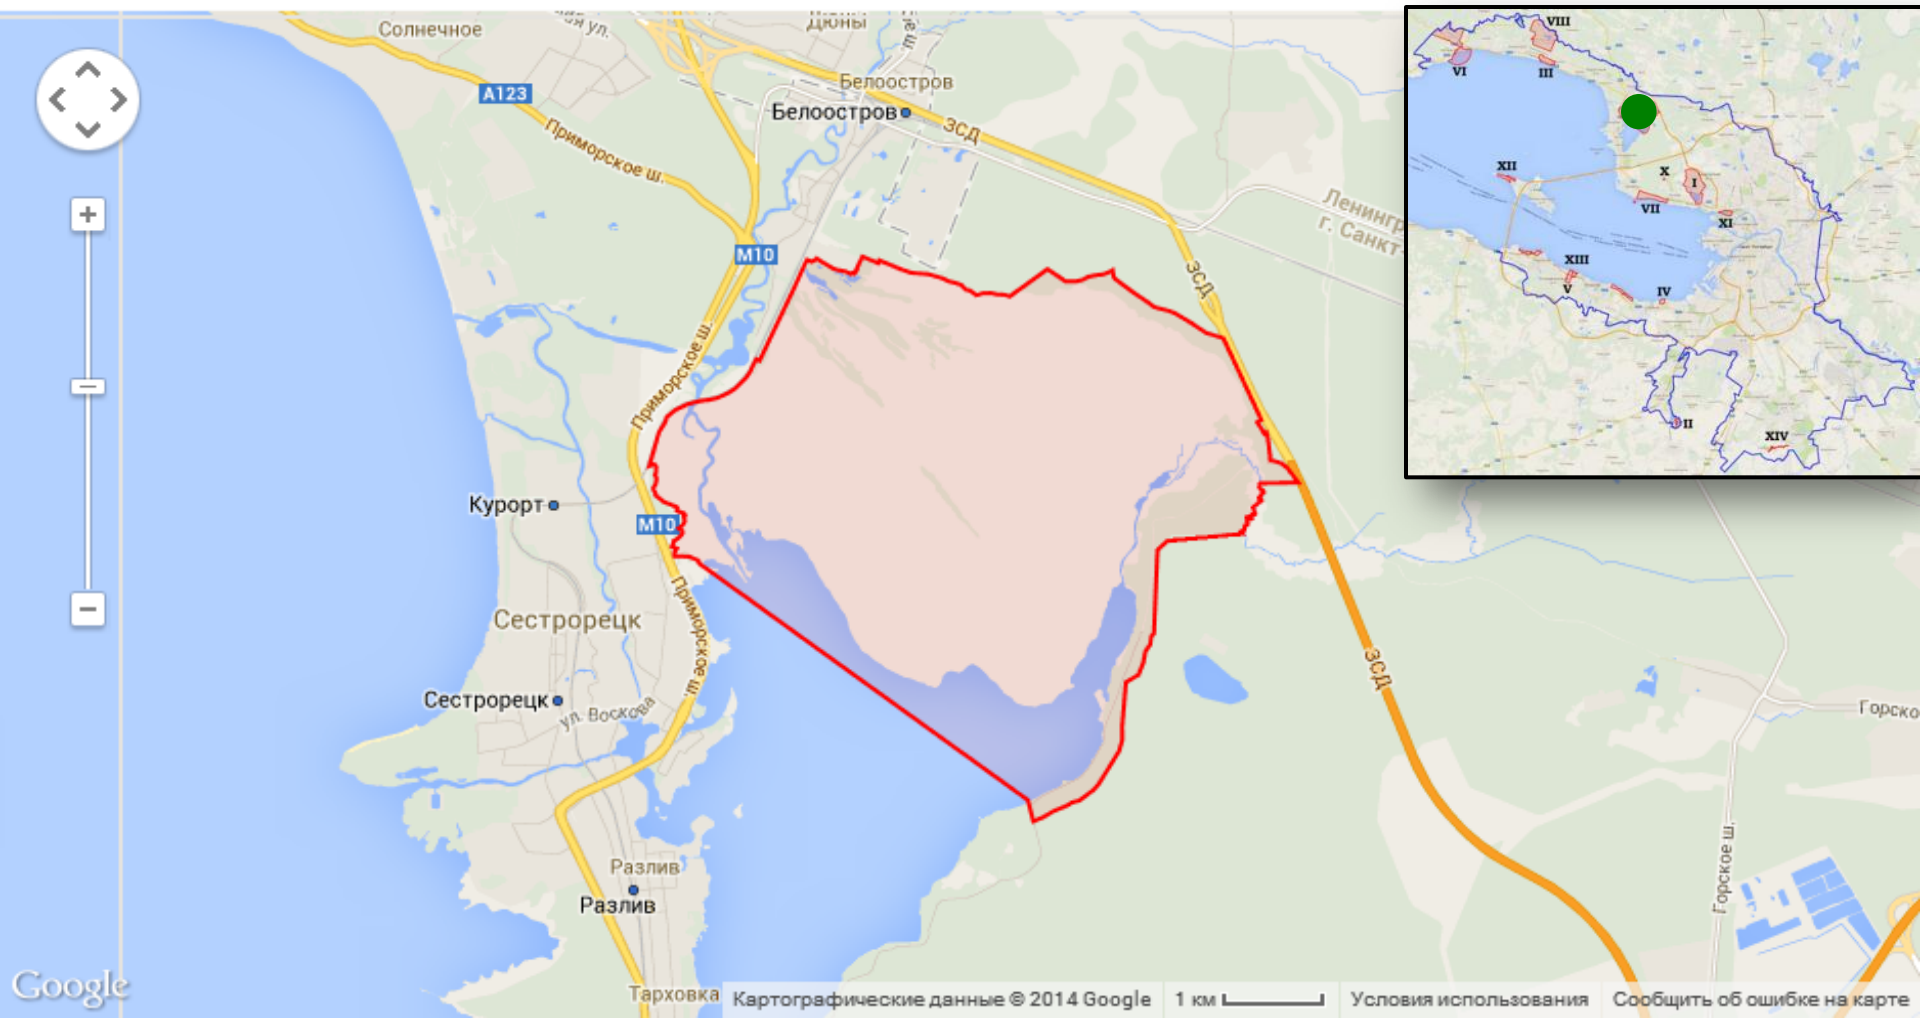 Солнечное
ая ул.
Дюны
Белоостров
Белоостров
A123
ЗСД
Приморское ш.
Ленингр
г. Санкт-
M10
ЗСД
Приморское ш.
Курорт
M10
Приморское ш.
Сестрорецк
Сестрорецк
ул. Воскова
ЗСД
Горско
Горское ш.
Разлив
Разлив
Тарховка
Google
Картографические данные © 2014 Google
1 км
Условия использования
Сообщить об ошибке на карте
VIII
VI
III
XII
X
I
VII
XI
XIII
V
IV
II
XIV